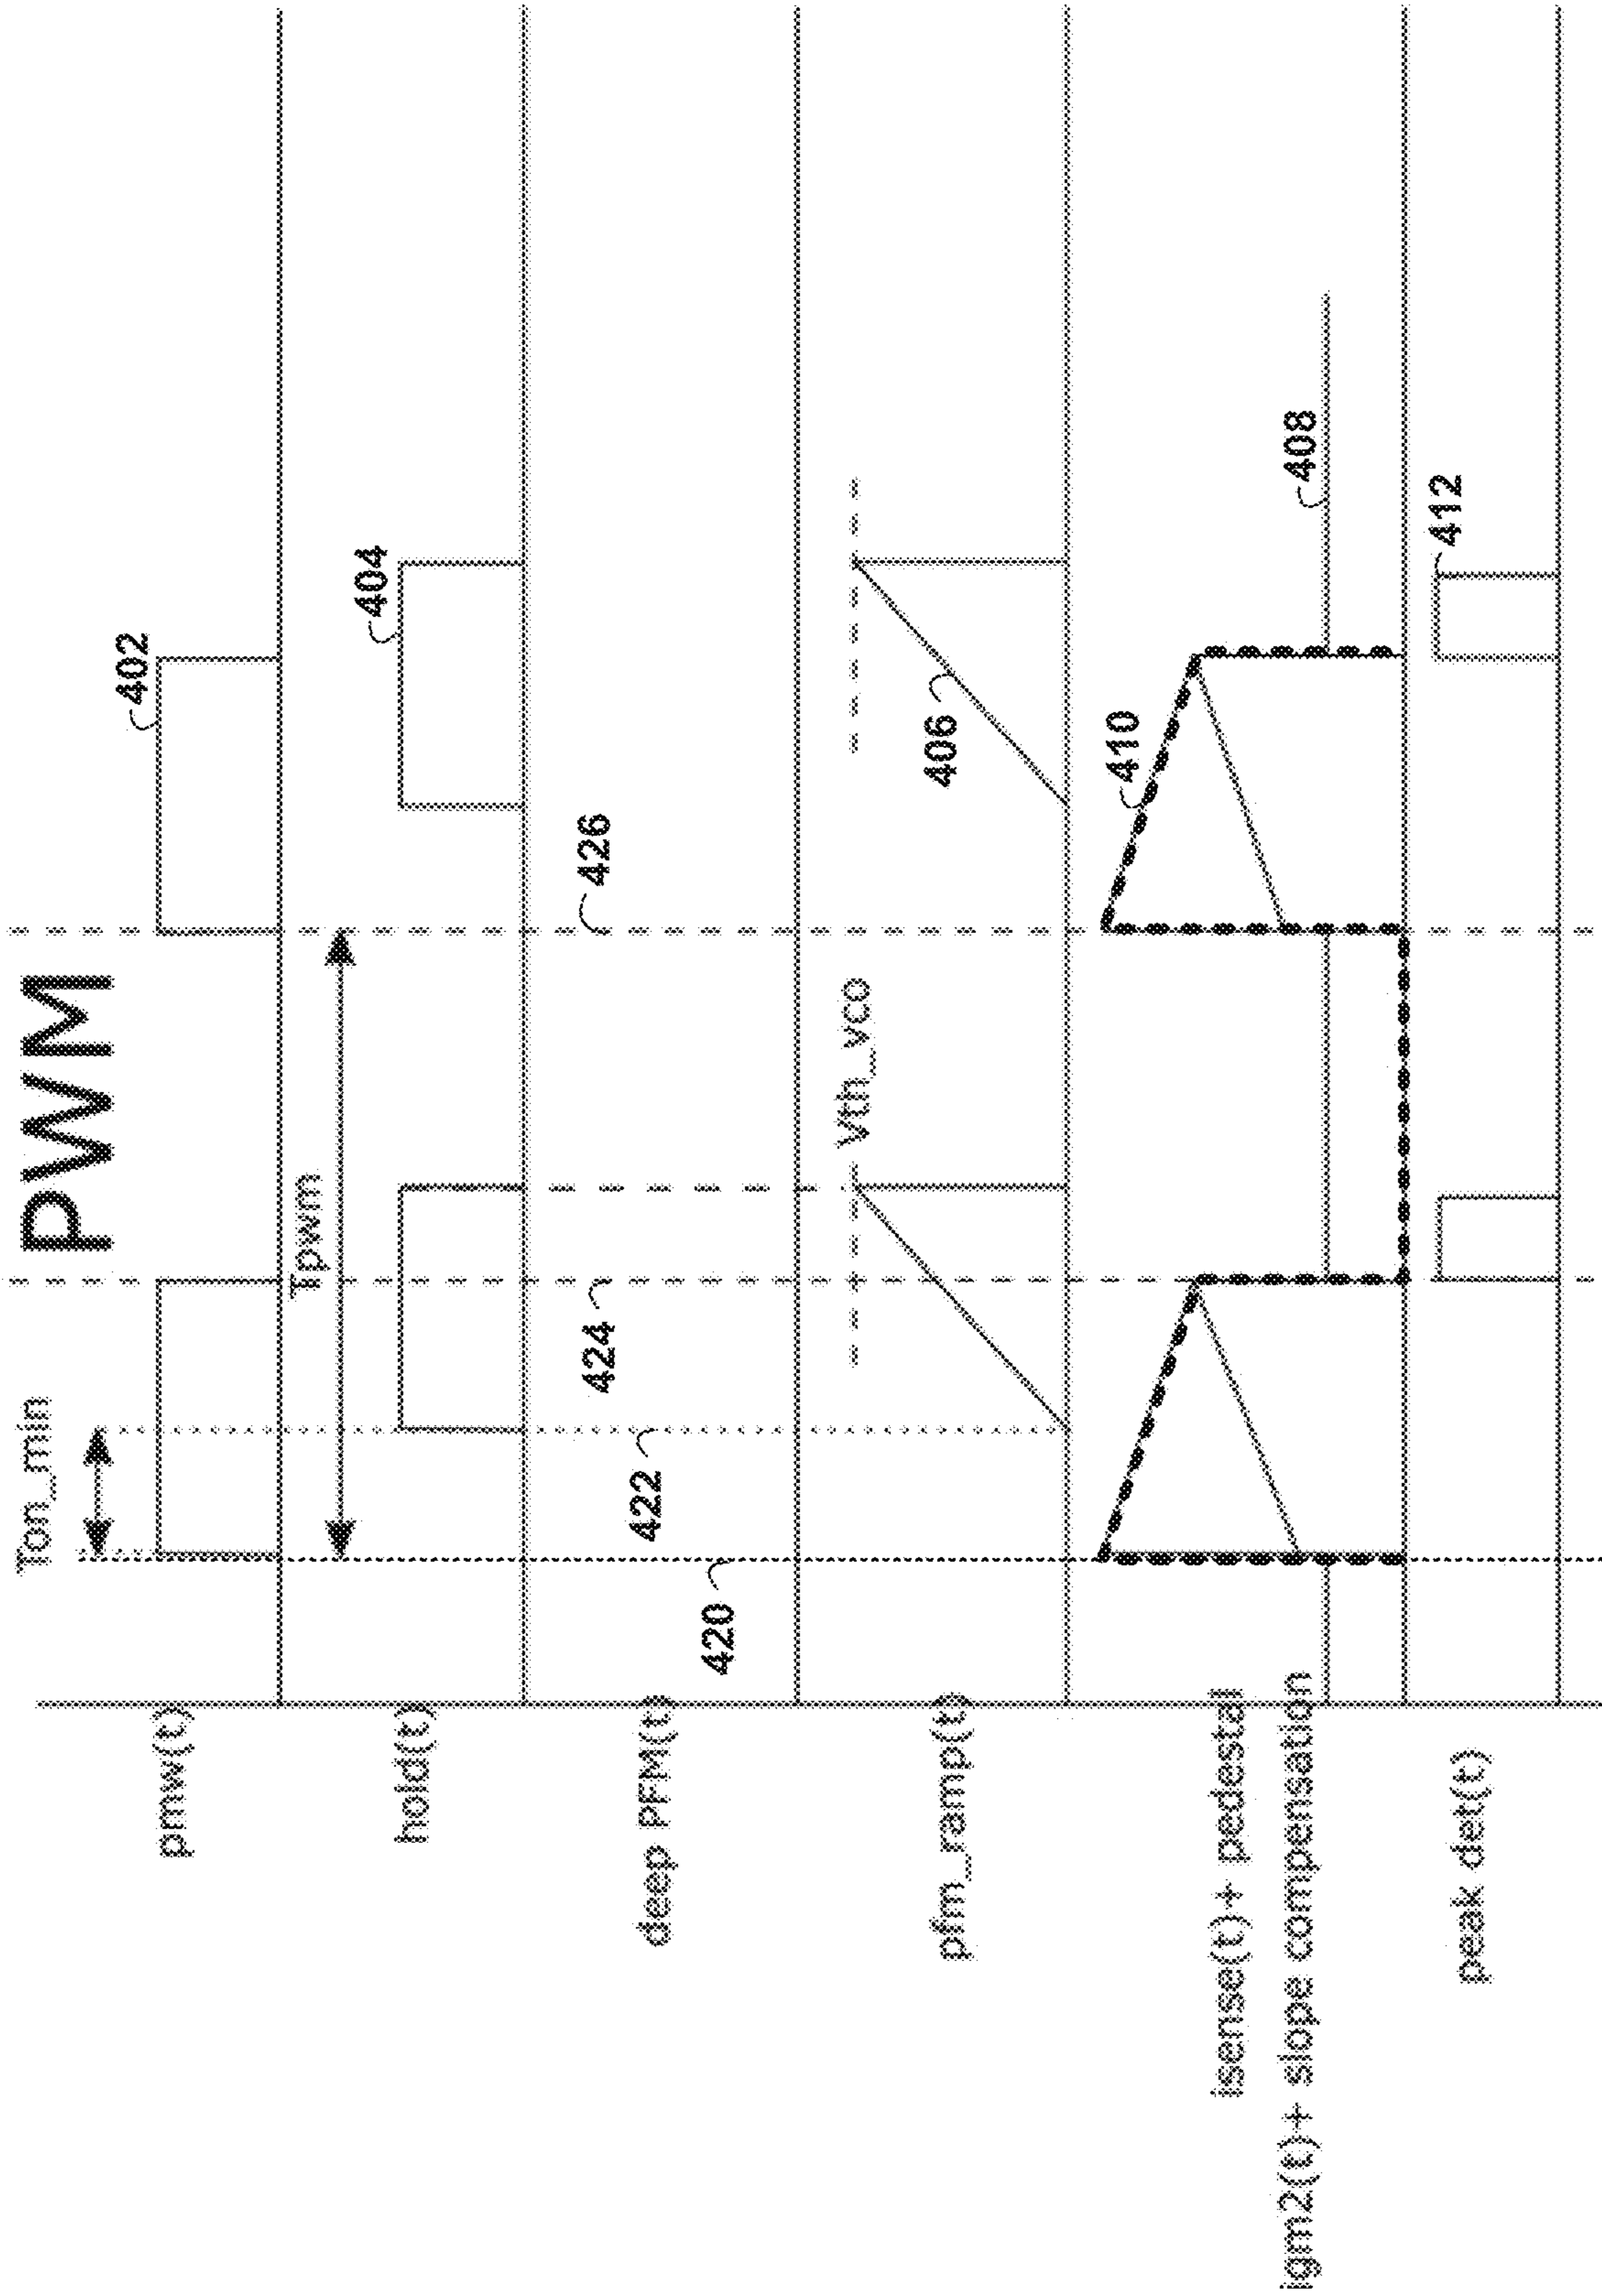 PWM
Ton_min
402
pmw(t)
Tpwm
404
hold(t)
426
424
422
420
deep PFM(t)
Vth_vco
406
pfm_ramp(t)
410
isense(t)+ pedestal
408
igm2(t)+ slope compensation
412
peak det(t)